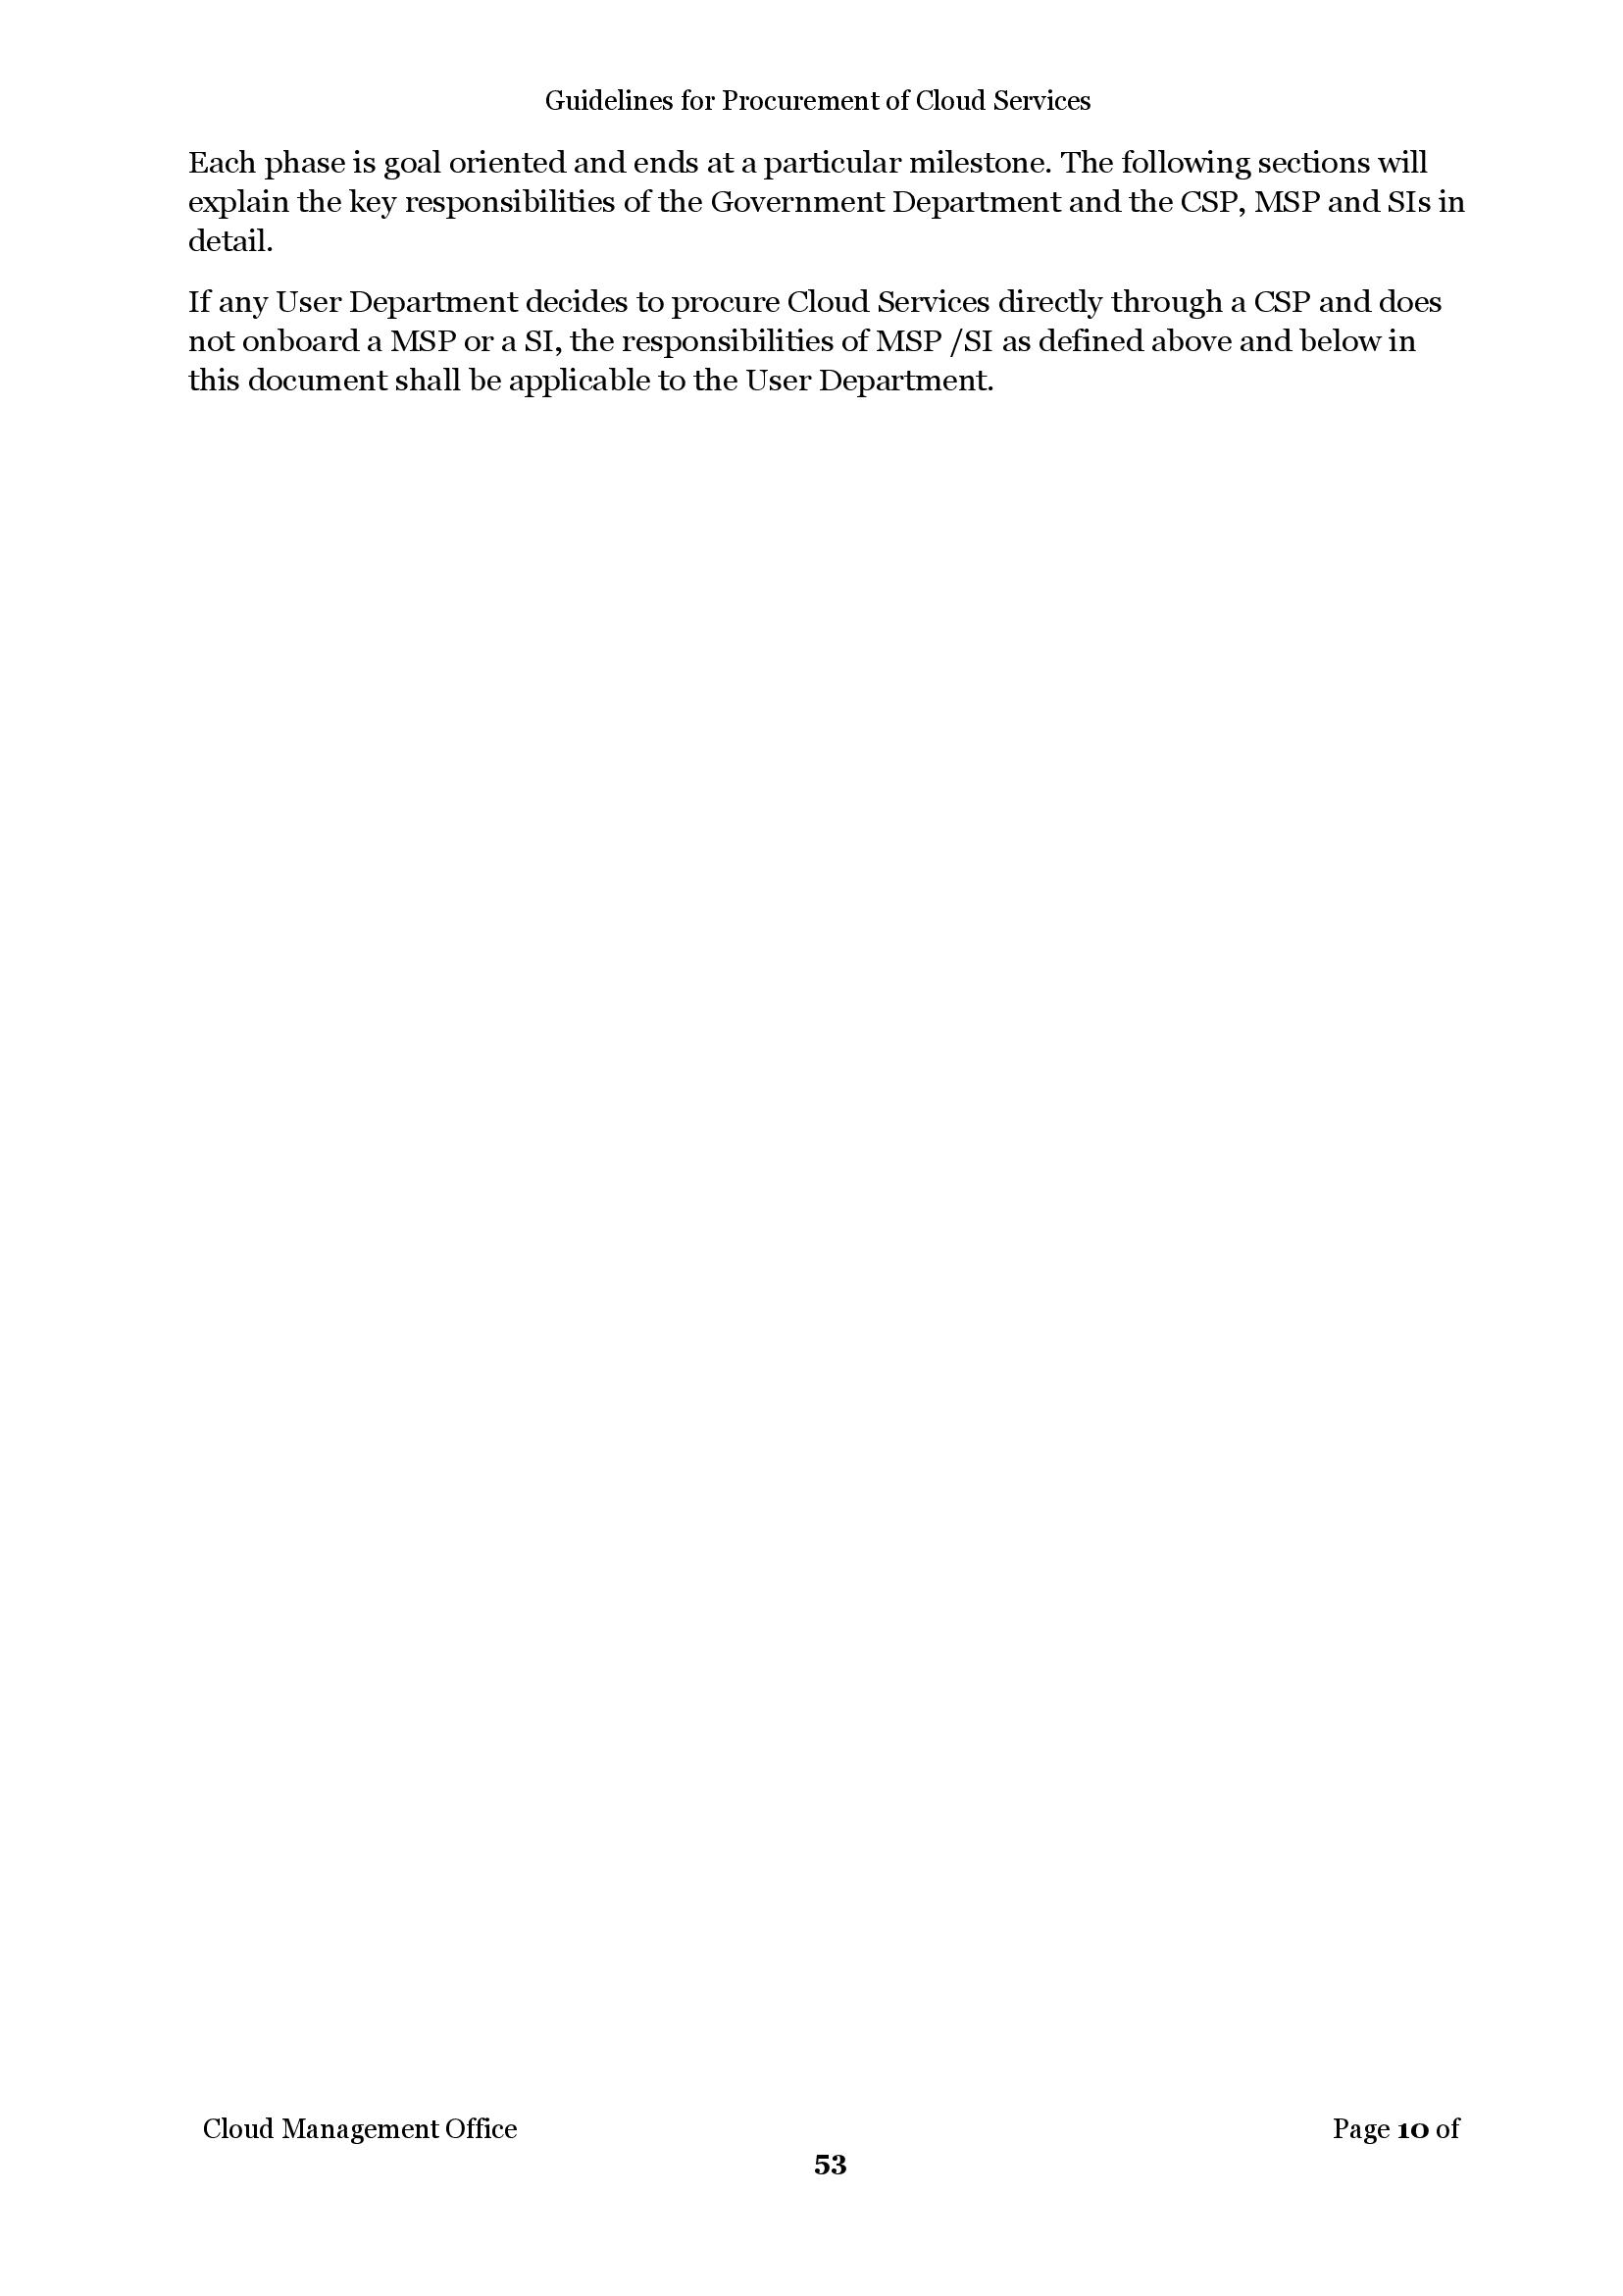 Guidelines for Procurement of Cloud Services
Each phase is goal oriented and ends at a particular milestone. The following sections will
explain the key responsibilities of the Government Department and the CSP, MSP and SIs in
detail.
If any User Department decides to procure Cloud Services directly through a CSP and does
not onboard a MSP or a SI, the responsibilities of MSP /SI as defined above and below in
this document shall be applicable to the User Department.
Cloud Management Office Page 10 of
53